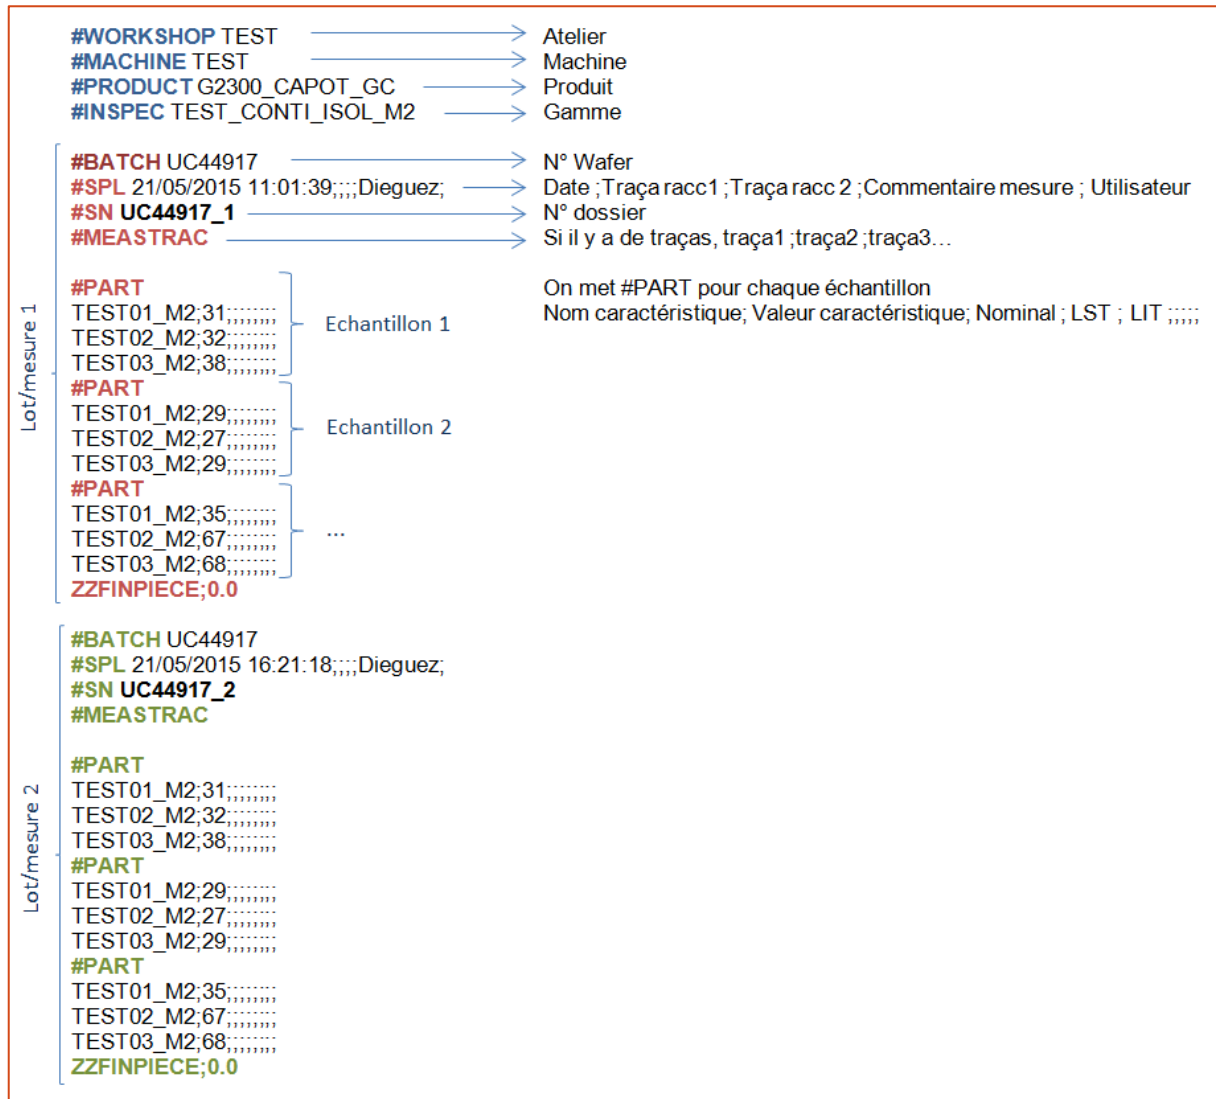 #WORKSHOP TEST Atelier
#MACHINE TEST Machine
#PRODUCT G2300_CAPOT_GC Produit
#INSPEC TEST_CONTI_ISOL_M2 Gamme
Lot/mesure 1
#BATCH UC44917 N° Wafer
#SPL 21/05/2015 11:01:39;;;;Dieguez; Date ;Traça racc1 ;Traça racc 2 ;Commentaire mesure ; Utilisateur
#SN UC44917_1 N° dossier
#MEASTRAC Si il y a de traças, traça1 ;traça2 ;traça3…
#PART On met #PART pour chaque échantillon
TEST01_M2;31;;;;;;;; Nom caractéristique; Valeur caractéristique; Nominal ; LST ; LIT ;;;;;
TEST02_M2;32;;;;;;;; Echantillon 1
TEST03_M2;38;;;;;;;;
#PART
TEST01_M2;29;;;;;;;;
TEST02_M2;27;;;;;;;; Echantillon 2
TEST03_M2;29;;;;;;;;
#PART
TEST01_M2;35;;;;;;;;
TEST02_M2;67;;;;;;;; ...
TEST03_M2;68;;;;;;;;
ZZFINPIECE;0.0
Lot/mesure 2
#BATCH UC44917
#SPL 21/05/2015 16:21:18;;;;Dieguez;
#SN UC44917_2
#MEASTRAC
#PART
TEST01_M2;31;;;;;;;;
TEST02_M2;32;;;;;;;;
TEST03_M2;38;;;;;;;;
#PART
TEST01_M2;29;;;;;;;;
TEST02_M2;27;;;;;;;;
TEST03_M2;29;;;;;;;;
#PART
TEST01_M2;35;;;;;;;;
TEST02_M2;67;;;;;;;;
TEST03_M2;68;;;;;;;;
ZZFINPIECE;0.0